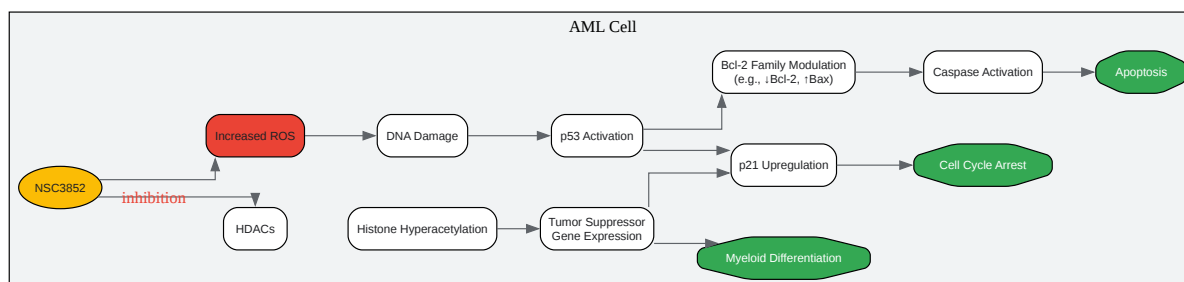 AML Cell
Bcl-2 Family Modulation
(e.g., ↓Bcl-2, ↑Bax)
Caspase Activation
Apoptosis
Increased ROS
DNA Damage
p53 Activation
p21 Upregulation
Cell Cycle Arrest
NSC3852
inhibition
HDACs
Histone Hyperacetylation
Tumor Suppressor
Gene Expression
Myeloid Differentiation